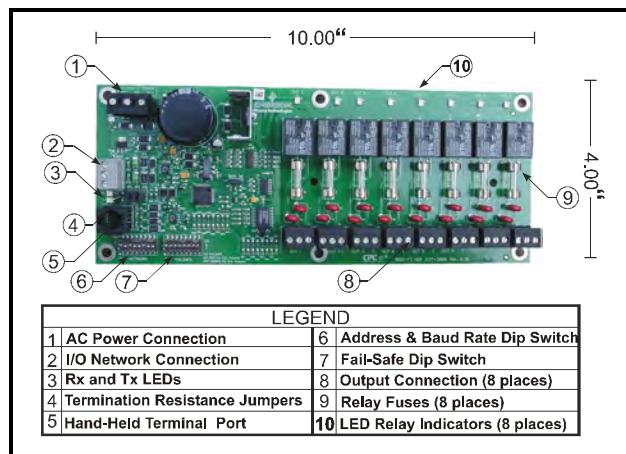 10.00“
1
10
2
3
4
5
6
7
8
9
4.00“
EMERSON
LEGEND
1 AC Power Connection
2 I/O Network Connection
3 Rx and Tx LEDs
4 Termination Resistance Jumpers
5 Hand-Held Terminal Port
6 Address & Baud Rate Dip Switch
7 Fail-Safe Dip Switch
8 Output Connection (8 places)
9 Relay Fuses (8 places)
10 LED Relay Indicators (8 places)